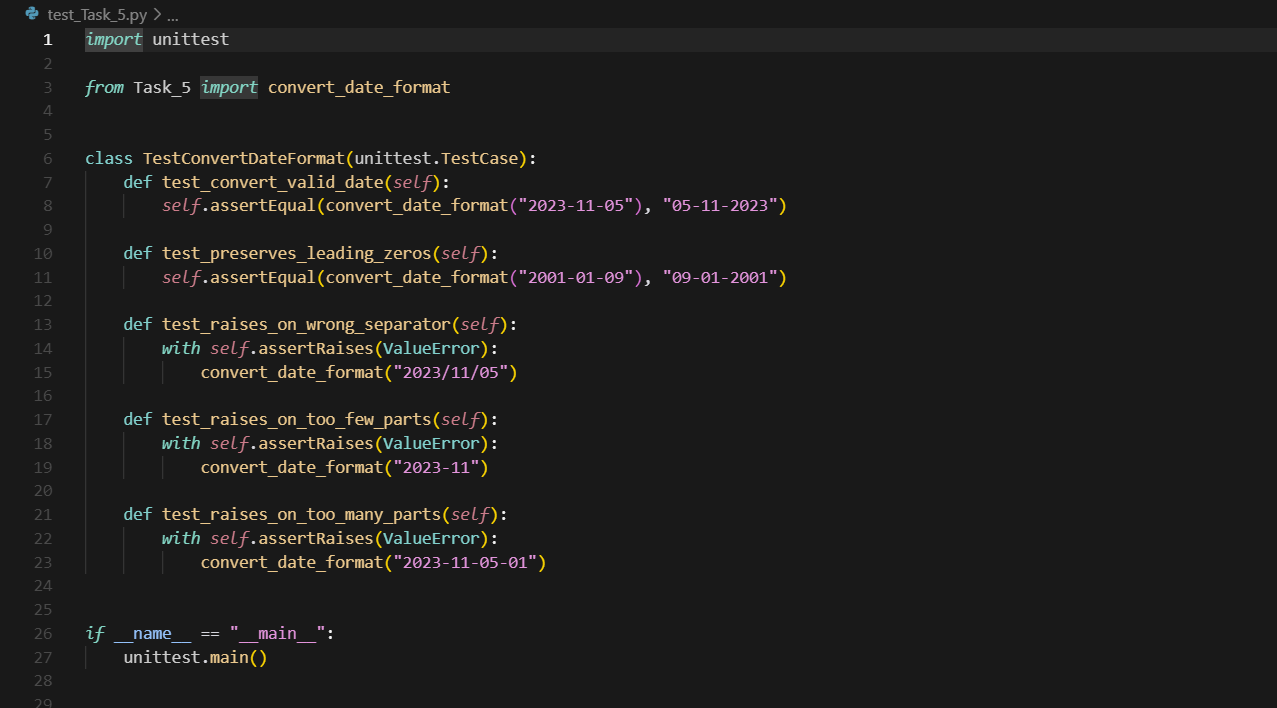 test_Task_5.py > ...
1 import unittest
2
3 from Task_5 import convert_date_format
4
5
6 class TestConvertDateFormat(unittest.TestCase):
7     def test_convert_valid_date(self):
8         self.assertEqual(convert_date_format("2023-11-05"), "05-11-2023")
9
10     def test_preserves_leading_zeros(self):
11         self.assertEqual(convert_date_format("2001-01-09"), "09-01-2001")
12
13     def test_raises_on_wrong_separator(self):
14         with self.assertRaises(ValueError):
15             convert_date_format("2023/11/05")
16
17     def test_raises_on_too_few_parts(self):
18         with self.assertRaises(ValueError):
19             convert_date_format("2023-11")
20
21     def test_raises_on_too_many_parts(self):
22         with self.assertRaises(ValueError):
23             convert_date_format("2023-11-05-01")
24
25
26 if __name__ == "__main__":
27     unittest.main()
28
29